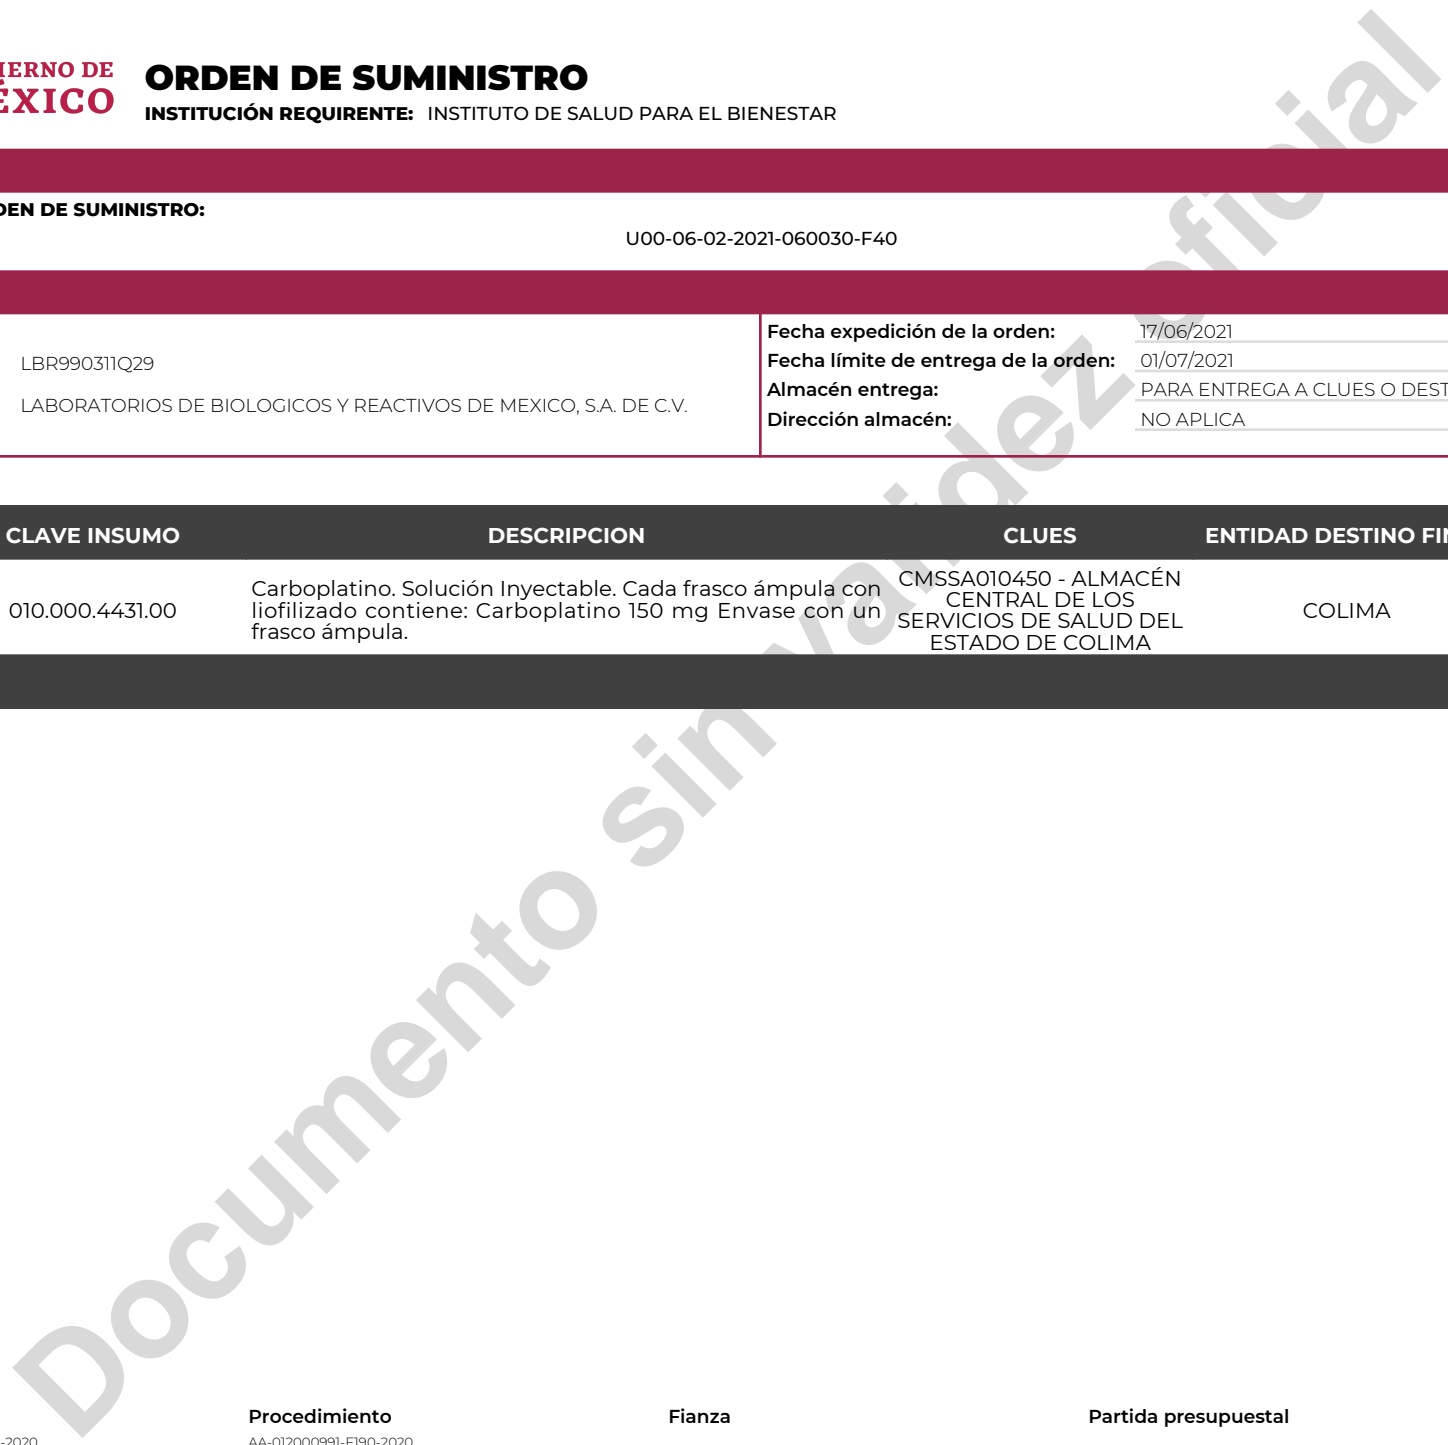 IERNO DE
ÉXICO
ORDEN DE SUMINISTRO
INSTITUCIÓN REQUIRENTE: INSTITUTO DE SALUD PARA EL BIENESTAR
DEN DE SUMINISTRO:
U00-06-02-2021-060030-F40
LBR990311Q29
LABORATORIOS DE BIOLOGICOS Y REACTIVOS DE MEXICO, S.A. DE C.V.
Fecha expedición de la orden: 17/06/2021
Fecha límite de entrega de la orden: 01/07/2021
Almacén entrega: PARA ENTREGA A CLUES O DEST
Dirección almacén: NO APLICA
CLAVE INSUMO DESCRIPCION CLUES ENTIDAD DESTINO FIN
010.000.4431.00
Carboplatino. Solución Inyectable. Cada frasco ámpula con
liofilizado contiene: Carboplatino 150 mg Envase con un
frasco ámpula.
CMSSA010450 - ALMACÉN
CENTRAL DE LOS
SERVICIOS DE SALUD DEL
ESTADO DE COLIMA
COLIMA
Documento sin validez oficial
Procedimiento Fianza Partida presupuestal
-2020 AA-012000991-E190-2020